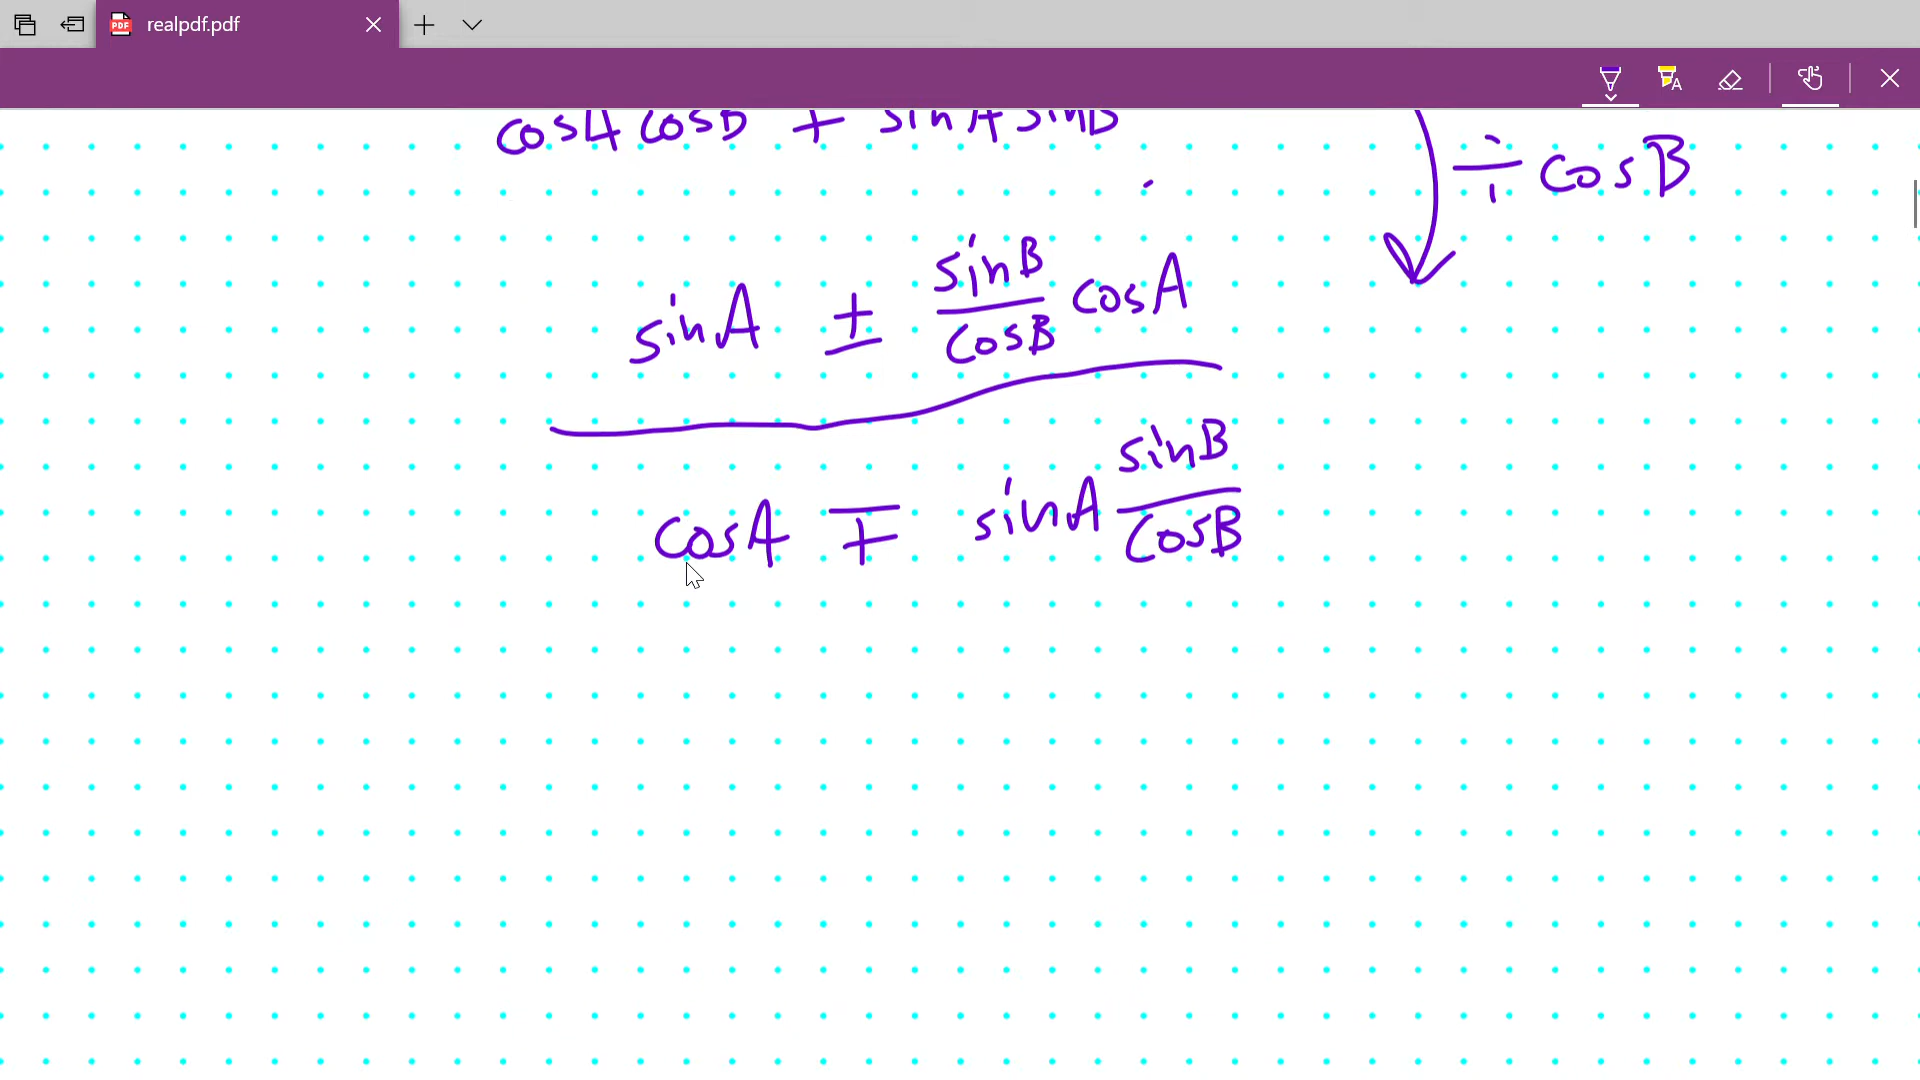 realpdf.pdf
cosA cosB ∓ sinA sinB
÷ cosB
sinA ± sinB/cosB cosA
cosA ∓ sinA sinB/cosB